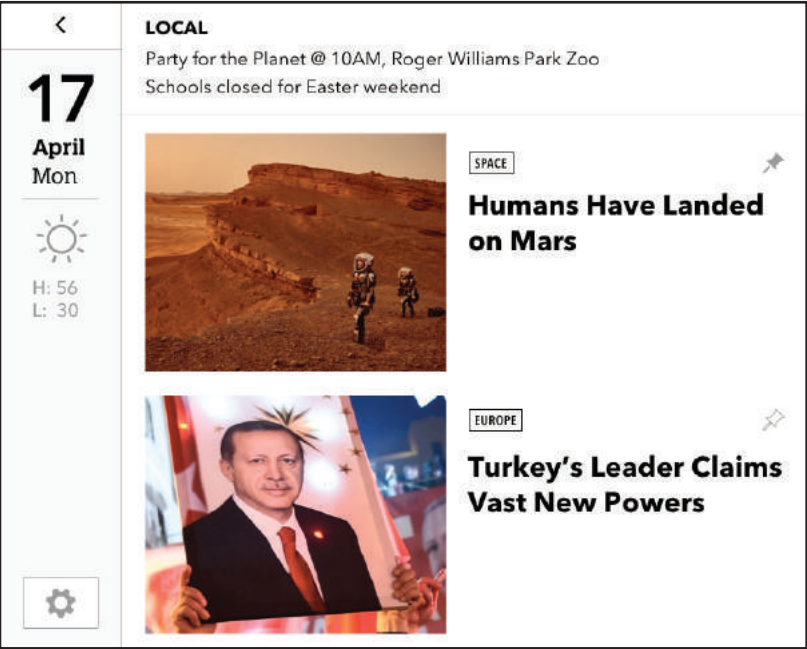 17
April
Mon
H: 56
L: 30
LOCAL
Party for the Planet @ 10AM, Roger Williams Park Zoo
Schools closed for Easter weekend
SPACE
Humans Have Landed
on Mars
EUROPE
Turkey's Leader Claims
Vast New Powers